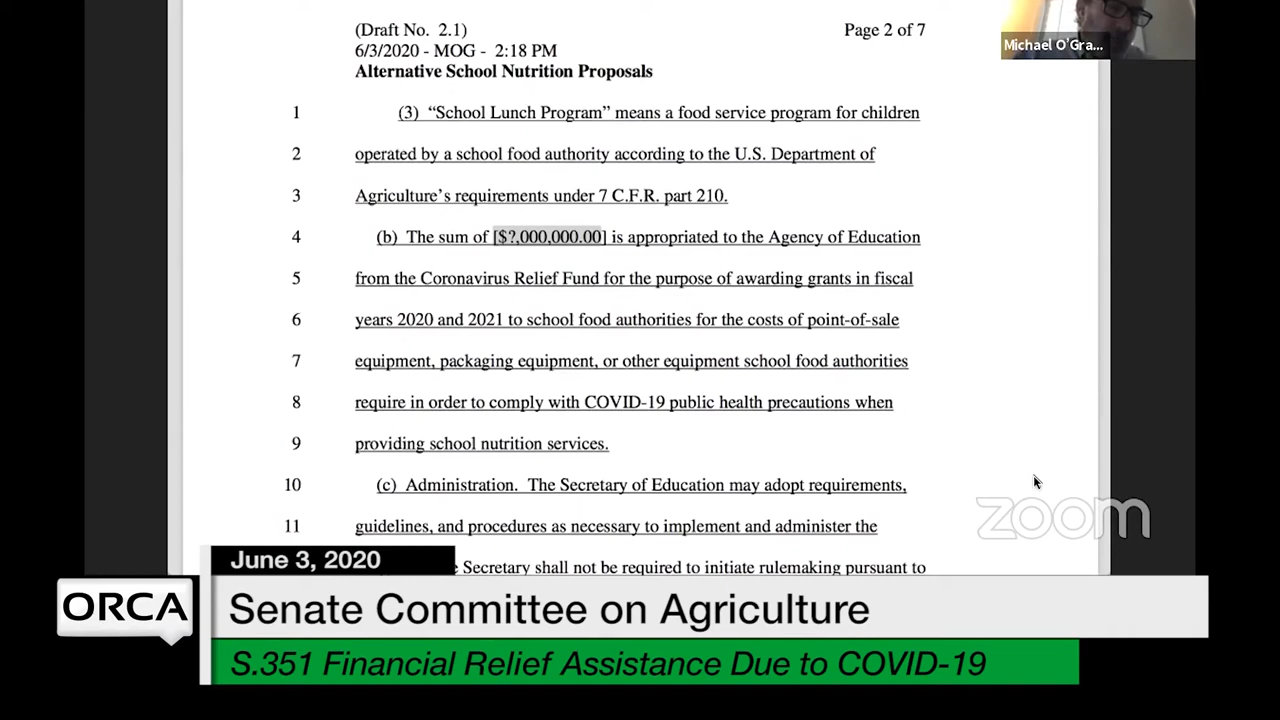 (Draft No. 2.1)
Page 2 of 7
6/3/2020 - MOG - 2:18 PM
Alternative School Nutrition Proposals
Michael O'Gra...
1 (3) “School Lunch Program” means a food service program for children
2 operated by a school food authority according to the U.S. Department of
3 Agriculture’s requirements under 7 C.F.R. part 210.
4 (b) The sum of [$?,000,000.00] is appropriated to the Agency of Education
5 from the Coronavirus Relief Fund for the purpose of awarding grants in fiscal
6 years 2020 and 2021 to school food authorities for the costs of point-of-sale
7 equipment, packaging equipment, or other equipment school food authorities
8 require in order to comply with COVID-19 public health precautions when
9 providing school nutrition services.
10 (c) Administration. The Secretary of Education may adopt requirements,
11 guidelines, and procedures as necessary to implement and administer the
Secretary shall not be required to initiate rulemaking pursuant to
zoom
June 3, 2020
ORCA
Senate Committee on Agriculture
S.351 Financial Relief Assistance Due to COVID-19